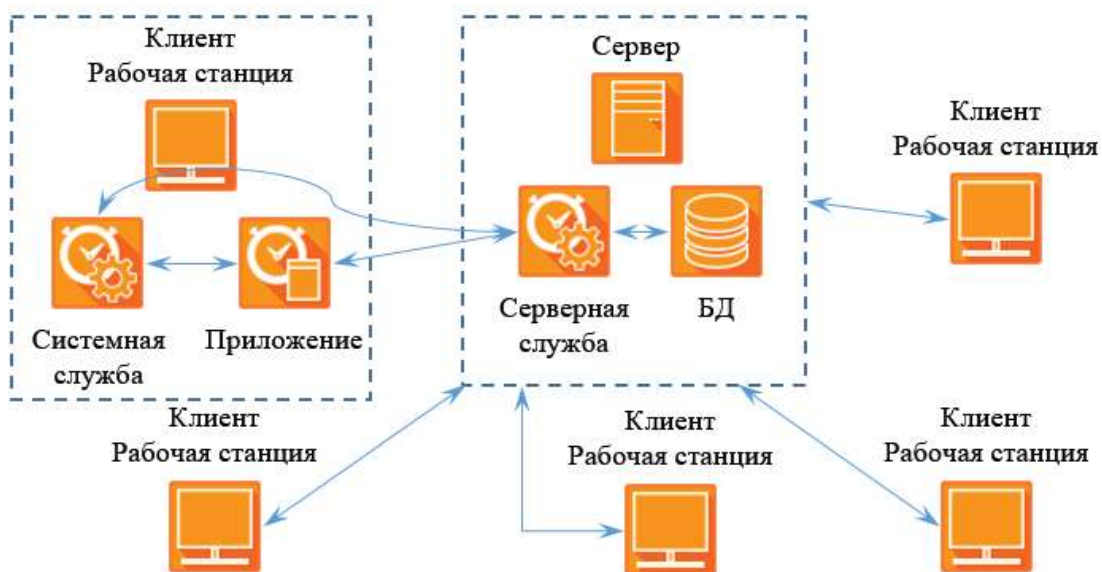 Клиент
Рабочая станция
Системная
служба
Приложение
Сервер
Серверная
служба
БД
Клиент
Рабочая станция
Клиент
Рабочая станция
Клиент
Рабочая станция
Клиент
Рабочая станция